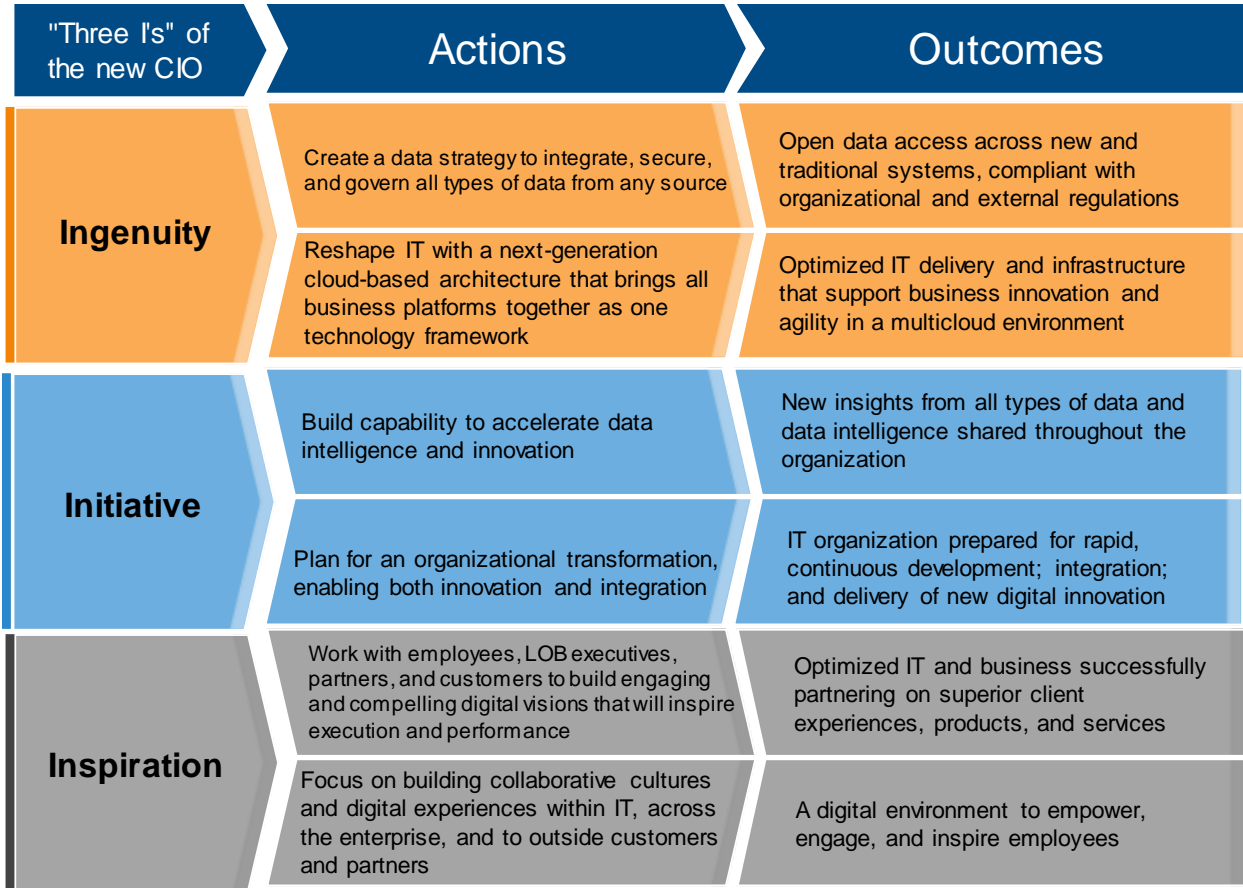 "Three I's" of
the new CIO
Actions
Outcomes
Ingenuity
Create a data strategy to integrate, secure,
and govern all types of data from any source
Open data access across new and
traditional systems, compliant with
organizational and external regulations
Reshape IT with a next-generation
cloud-based architecture that brings all
business platforms together as one
technology framework
Optimized IT delivery and infrastructure
that support business innovation and
agility in a multicloud environment
Initiative
Build capability to accelerate data
intelligence and innovation
New insights from all types of data and
data intelligence shared throughout the
organization
Plan for an organizational transformation,
enabling both innovation and integration
IT organization prepared for rapid,
continuous development; integration;
and delivery of new digital innovation
Inspiration
Work with employees, LOB executives,
partners, and customers to build engaging
and compelling digital visions that will inspire
execution and performance
Optimized IT and business successfully
partnering on superior client
experiences, products, and services
Focus on building collaborative cultures
and digital experiences within IT, across
the enterprise, and to outside customers
and partners
A digital environment to empower,
engage, and inspire employees